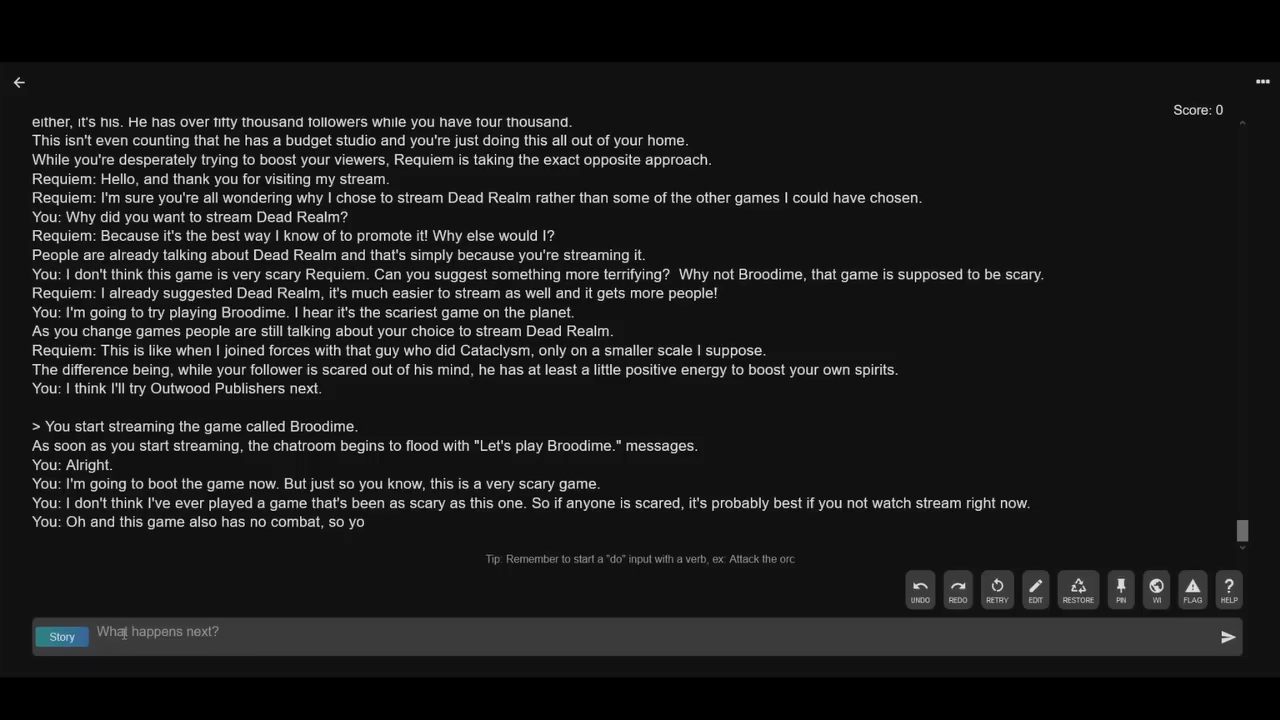 Score: 0
either, it's his. He has over fifty thousand followers while you have four thousand.
This isn't even counting that he has a budget studio and you're just doing this all out of your home.
While you're desperately trying to boost your viewers, Requiem is taking the exact opposite approach.
Requiem: Hello, and thank you for visiting my stream.
Requiem: I'm sure you're all wondering why I chose to stream Dead Realm rather than some of the other games I could have chosen.
You: Why did you want to stream Dead Realm?
Requiem: Because it's the best way I know of to promote it! Why else would I?
People are already talking about Dead Realm and that's simply because you're streaming it.
You: I don't think this game is very scary Requiem. Can you suggest something more terrifying?  Why not Broodime, that game is supposed to be scary.
Requiem: I already suggested Dead Realm, it's much easier to stream as well and it gets more people!
You: I'm going to try playing Broodime. I hear it's the scariest game on the planet.
As you change games people are still talking about your choice to stream Dead Realm.
Requiem: This is like when I joined forces with that guy who did Cataclysm, only on a smaller scale I suppose.
The difference being, while your follower is scared out of his mind, he has at least a little positive energy to boost your own spirits.
You: I think I'll try Outwood Publishers next.
> You start streaming the game called Broodime.
As soon as you start streaming, the chatroom begins to flood with "Let's play Broodime." messages.
You: Alright.
You: I'm going to boot the game now. But just so you know, this is a very scary game.
You: I don't think I've ever played a game that's been as scary as this one. So if anyone is scared, it's probably best if you not watch stream right now.
You: Oh and this game also has no combat, so yo
Tip: Remember to start a "do" input with a verb, ex: Attack the orc
UNDO REDO RETRY EDIT RESTORE PIN WI FLAG HELP
Story What happens next?